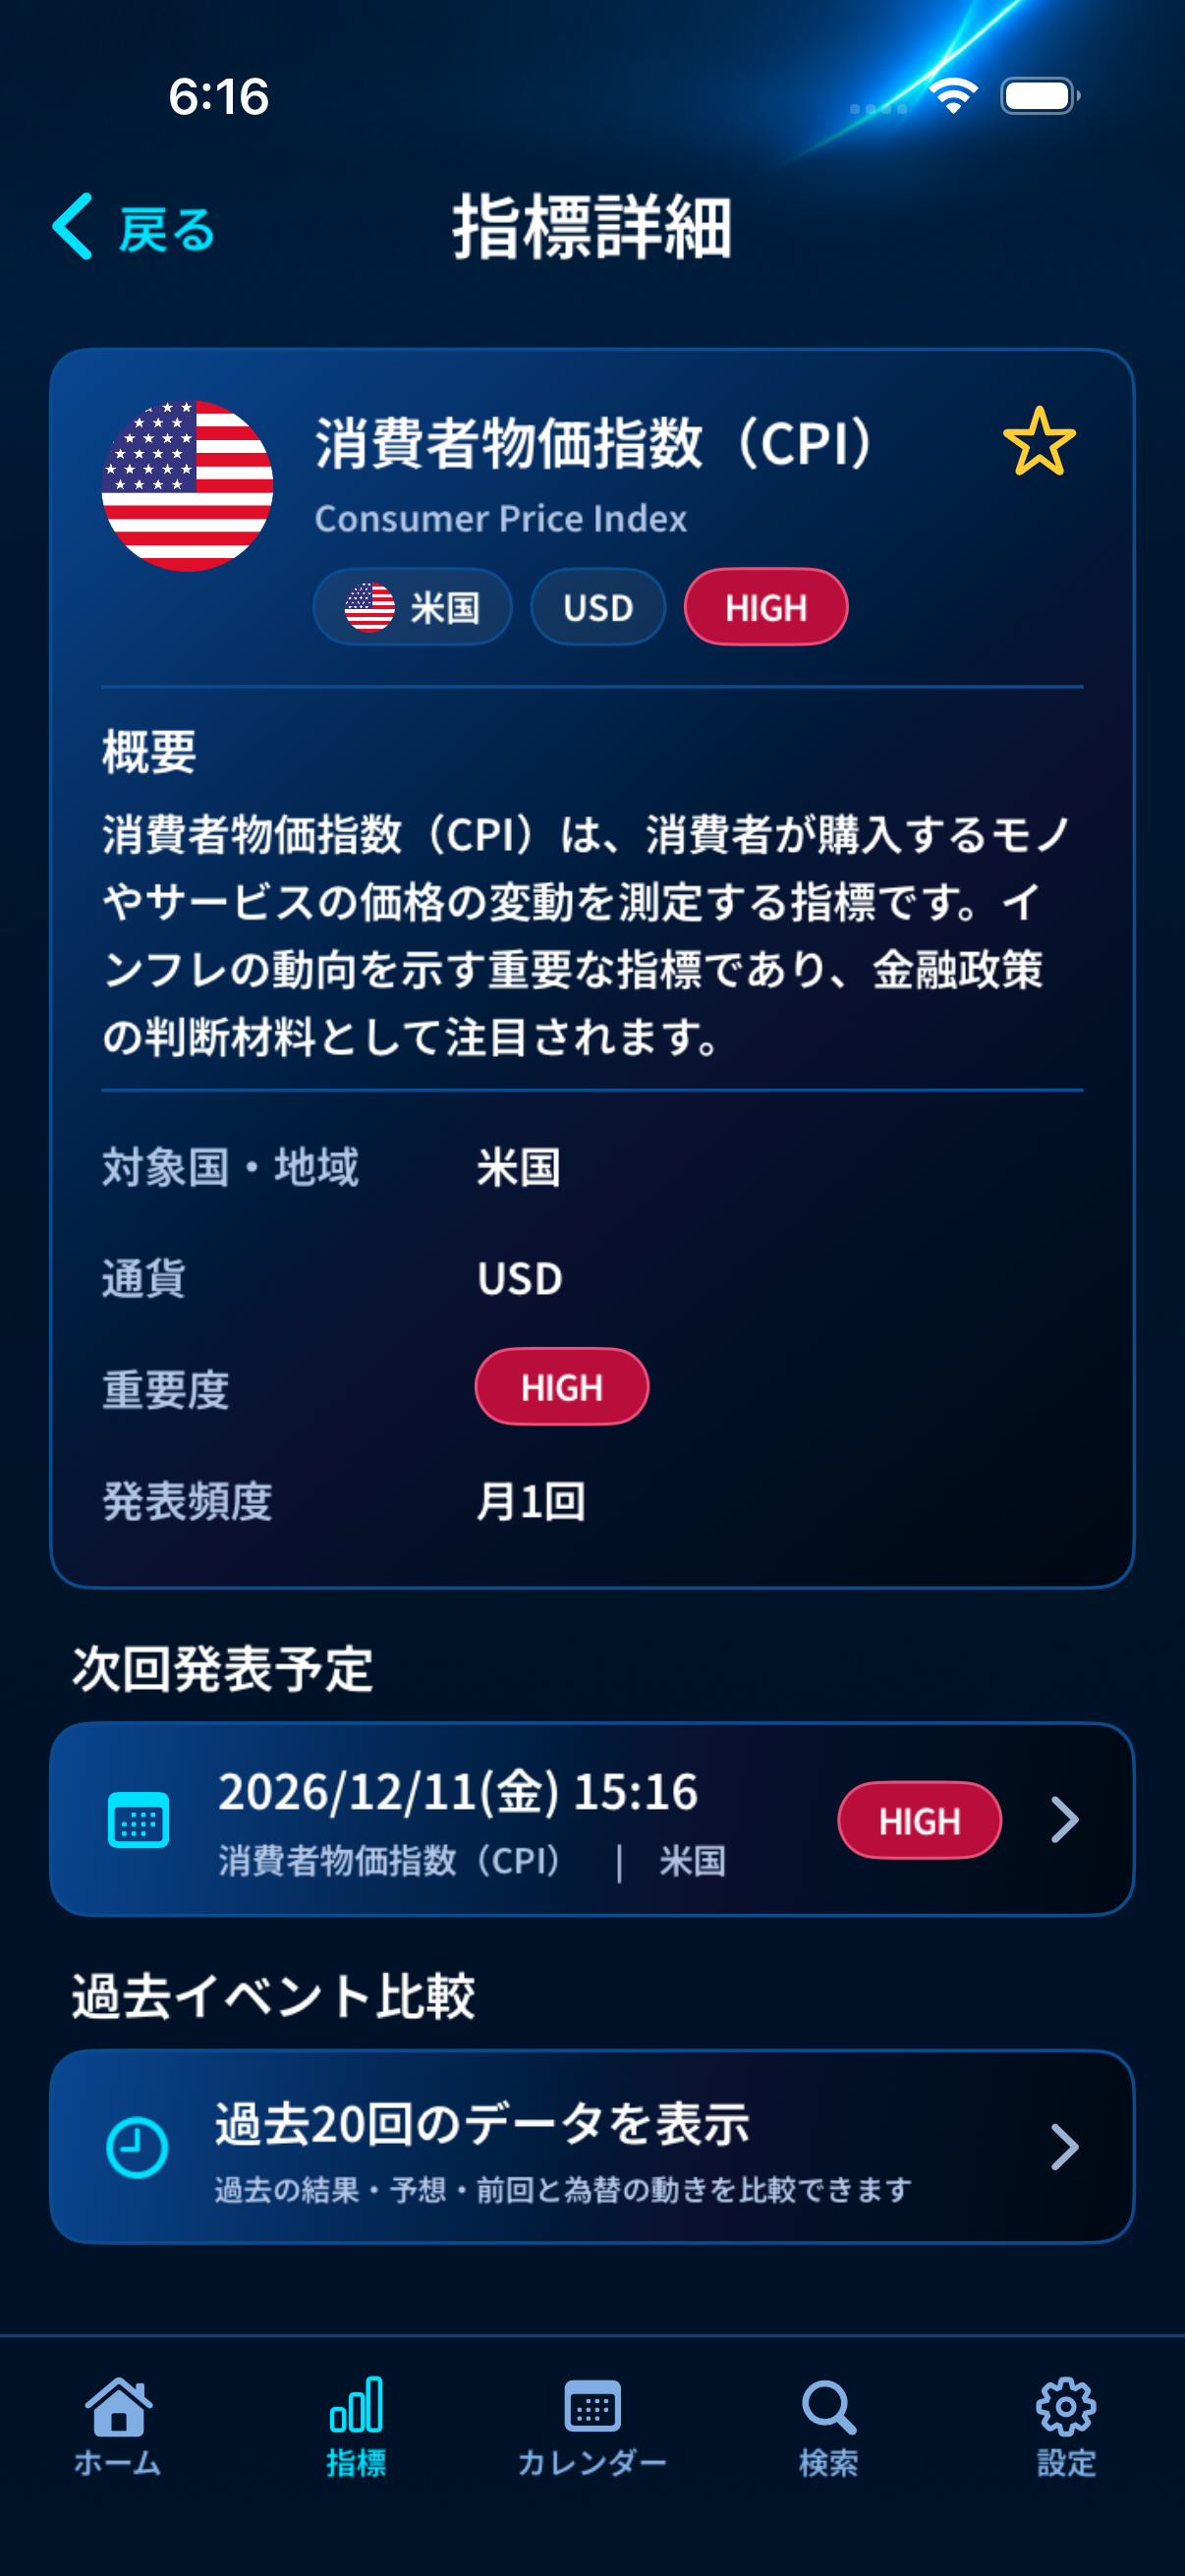 6:16
戻る
指標詳細
消費者物価指数（CPI）
Consumer Price Index
米国
USD
HIGH
概要
消費者物価指数（CPI）は、消費者が購入するモノ
やサービスの価格の変動を測定する指標です。イ
ンフレの動向を示す重要な指標であり、金融政策
の判断材料として注目されます。
対象国・地域 米国
通貨 USD
重要度 HIGH
発表頻度 月1回
次回発表予定
2026/12/11(金) 15:16
消費者物価指数（CPI） | 米国
HIGH
過去イベント比較
過去20回のデータを表示
過去の結果・予想・前回と為替の動きを比較できます
ホーム
指標
カレンダー
検索
設定